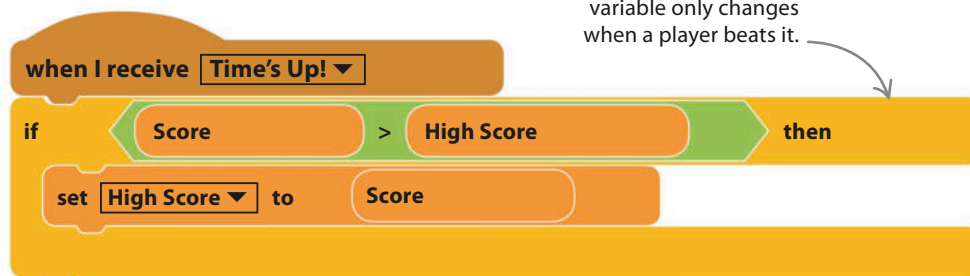 variable only changes
when a player beats it.
when I receive Time's Up!
if Score > High Score then
set High Score to Score